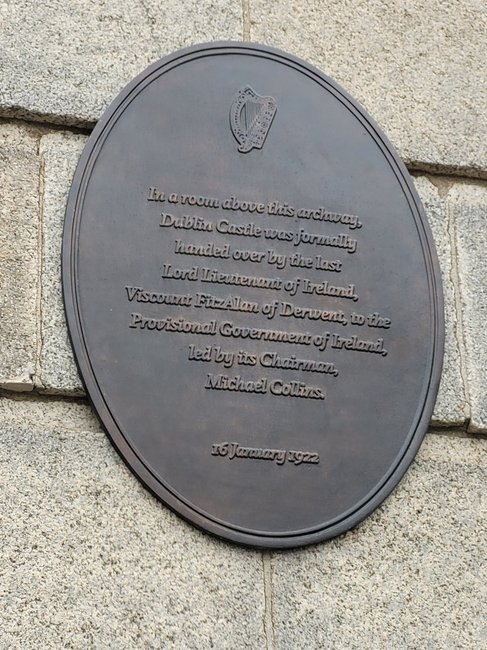 In a room above this archway,
Dublin Castle was formally
handed over by the last
Lord Lieutenant of Ireland,
Viscount FitzAlan of Derwent, to the
Provisional Government of Ireland,
led by its Chairman,
Michael Collins.
16 January 1922